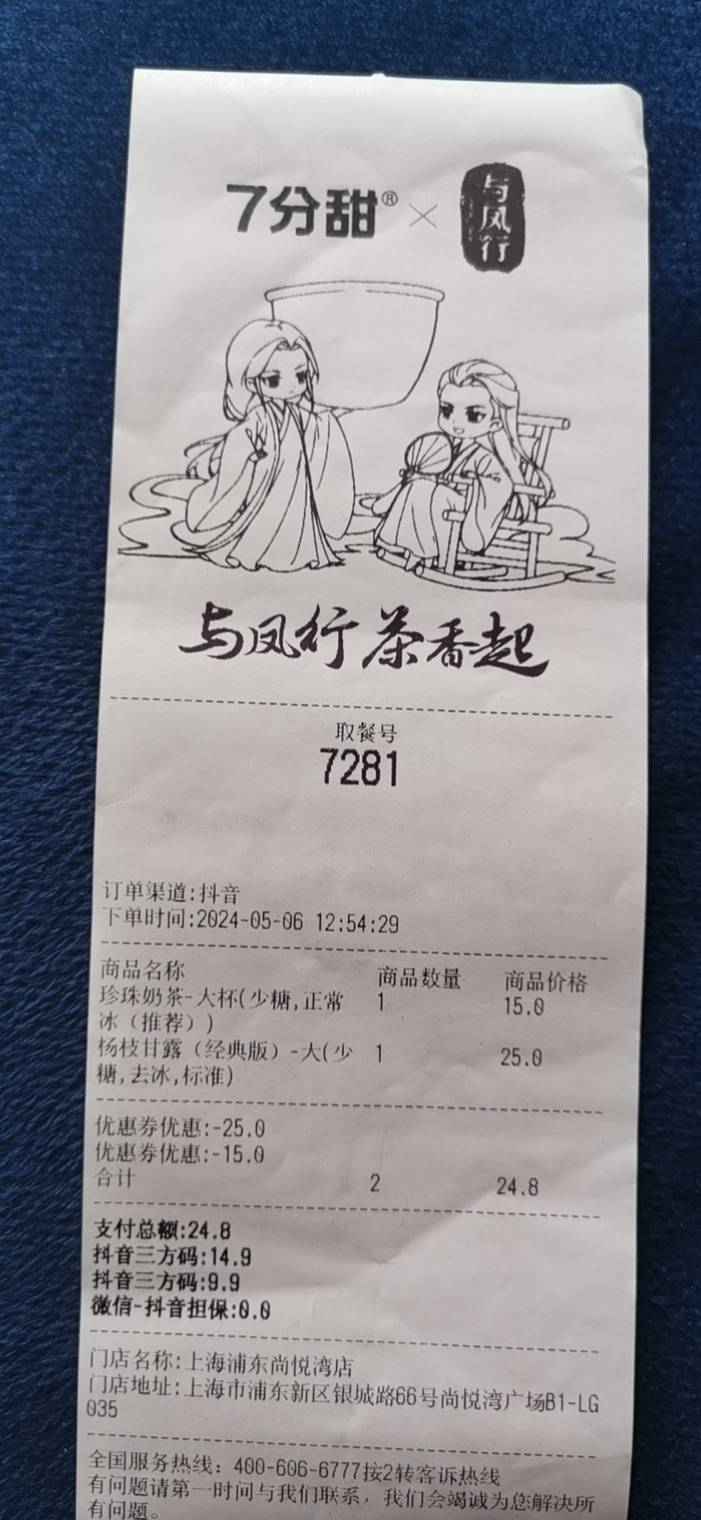 7分甜® × 与凤行
与凤行 茶香起
取餐号
7281
订单渠道:抖音
下单时间:2024-05-06 12:54:29
商品名称 商品数量 商品价格
珍珠奶茶-大杯(少糖,正常 1 15.0
冰（推荐）)
杨枝甘露（经典版）-大(少 1 25.0
糖,去冰,标准)
优惠券优惠:-25.0
优惠券优惠:-15.0
合计 2 24.8
支付总额:24.8
抖音三方码:14.9
抖音三方码:9.9
微信-抖音担保:0.0
门店名称:上海浦东尚悦湾店
门店地址:上海市浦东新区银城路66号尚悦湾广场B1-LG
035
全国服务热线：400-606-6777按2转客诉热线
有问题请第一时间与我们联系，我们会竭诚为您解决所
有问题。